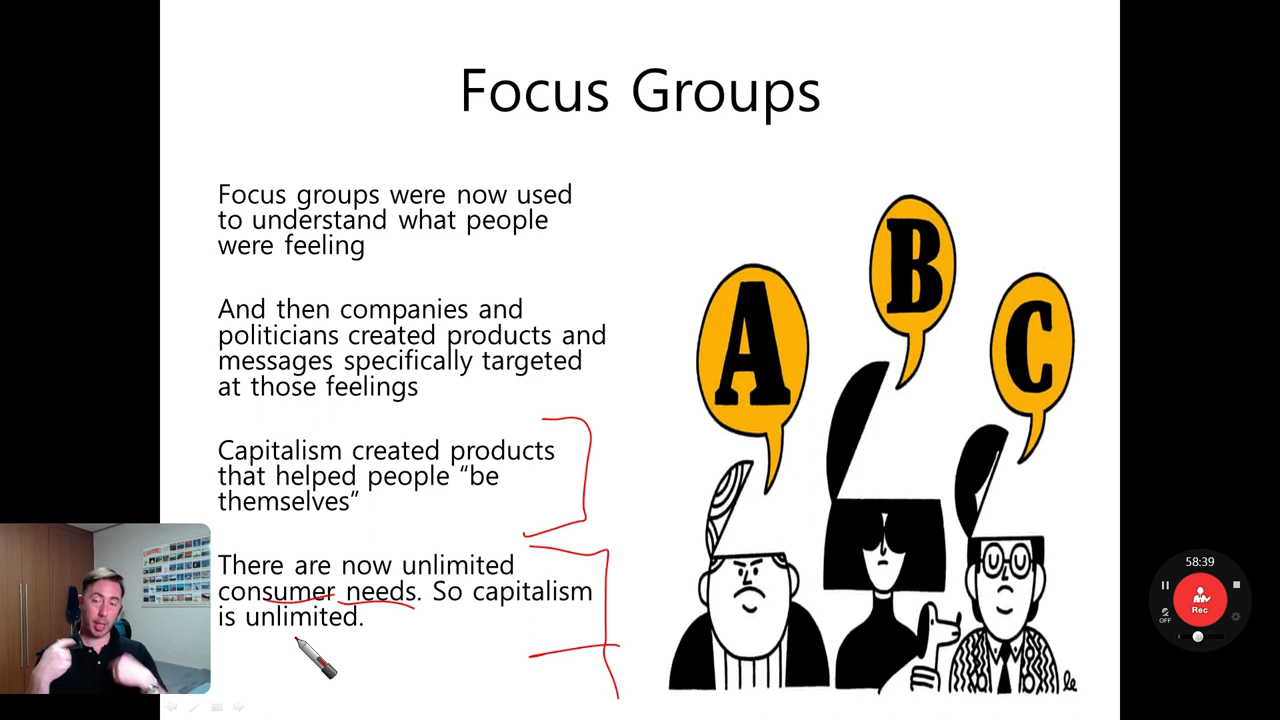 Focus Groups
Focus groups were now used
to understand what people
were feeling
And then companies and
politicians created products and
messages specifically targeted
at those feelings
Capitalism created products
that helped people “be
themselves”
There are now unlimited
consumer needs. So capitalism
is unlimited.
A
B
C
le
58:39
Rec
OFF